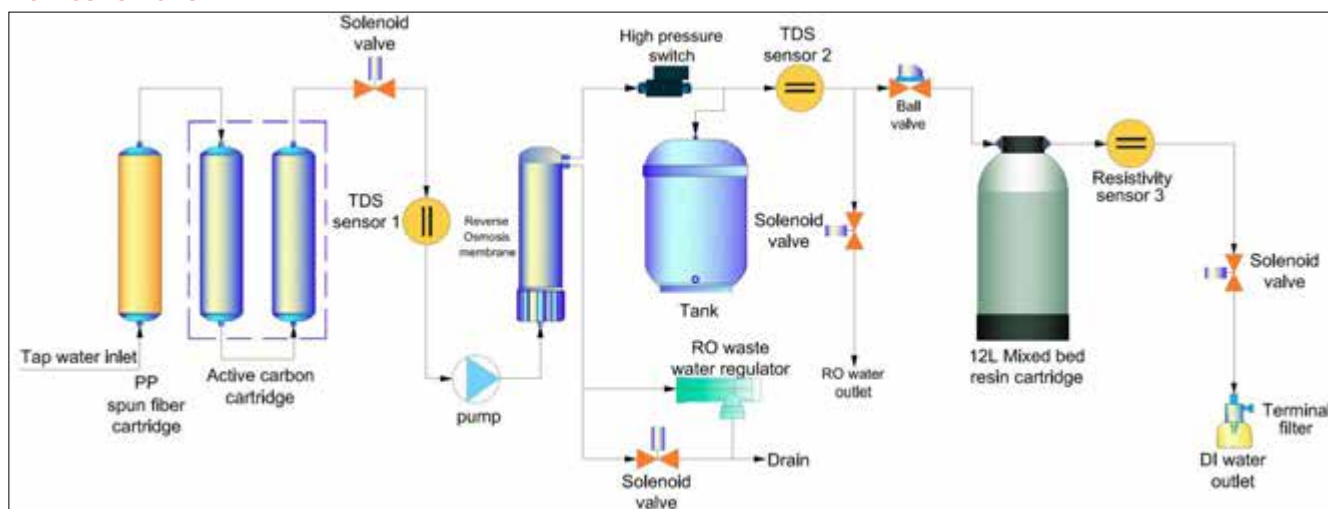 Solenoid
valve
High pressure
switch
TDS
sensor 2
Ball
valve
TDS
sensor 1
Reverse
Osmosis
membrane
Resistivity
sensor 3
Solenoid
valve
Solenoid
valve
Tank
Tap water inlet
PP
spun fiber
cartridge
Active carbon
cartridge
pump
RO waste
water regulator
RO water
outlet
12L Mixed bed
resin cartridge
Terminal
filter
Drain
Solenoid
valve
DI water
outlet